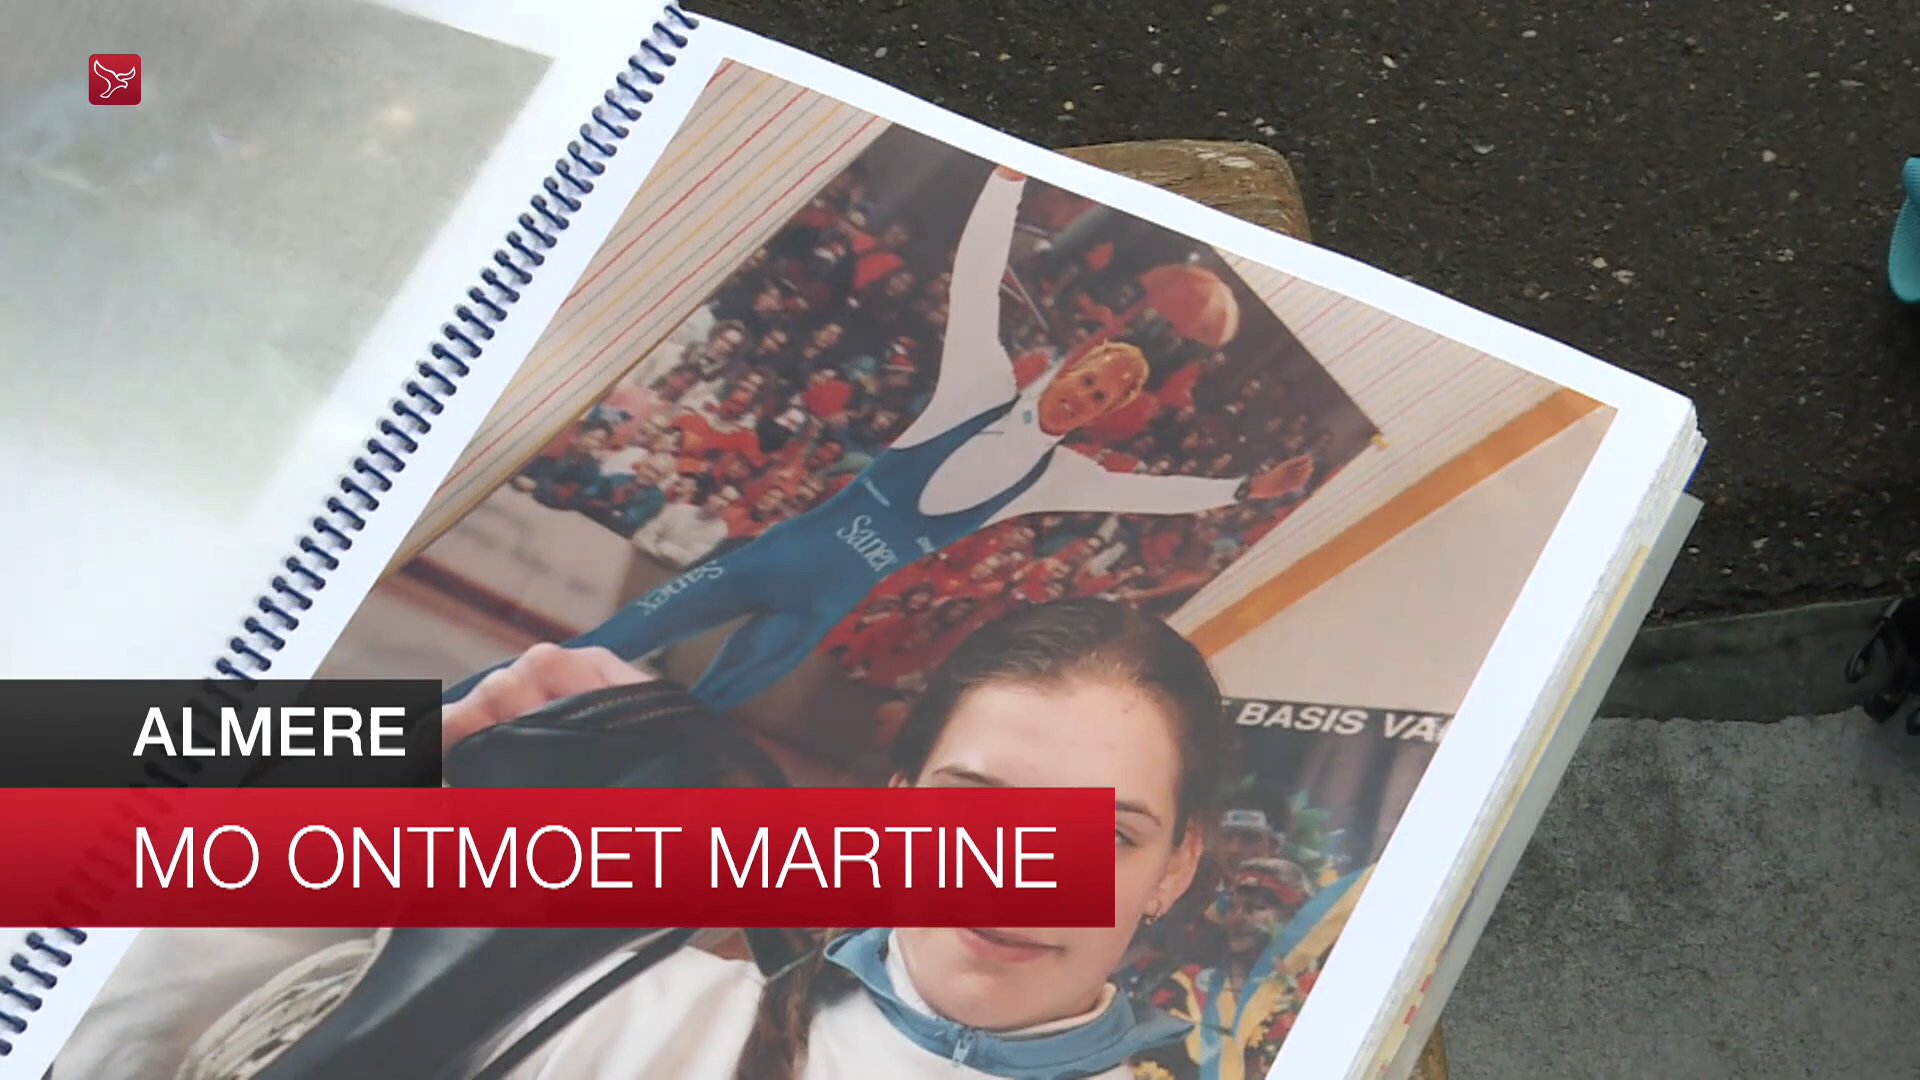 Sanex
Sanex
BASIS VA
ALMERE
MO ONTMOET MARTINE